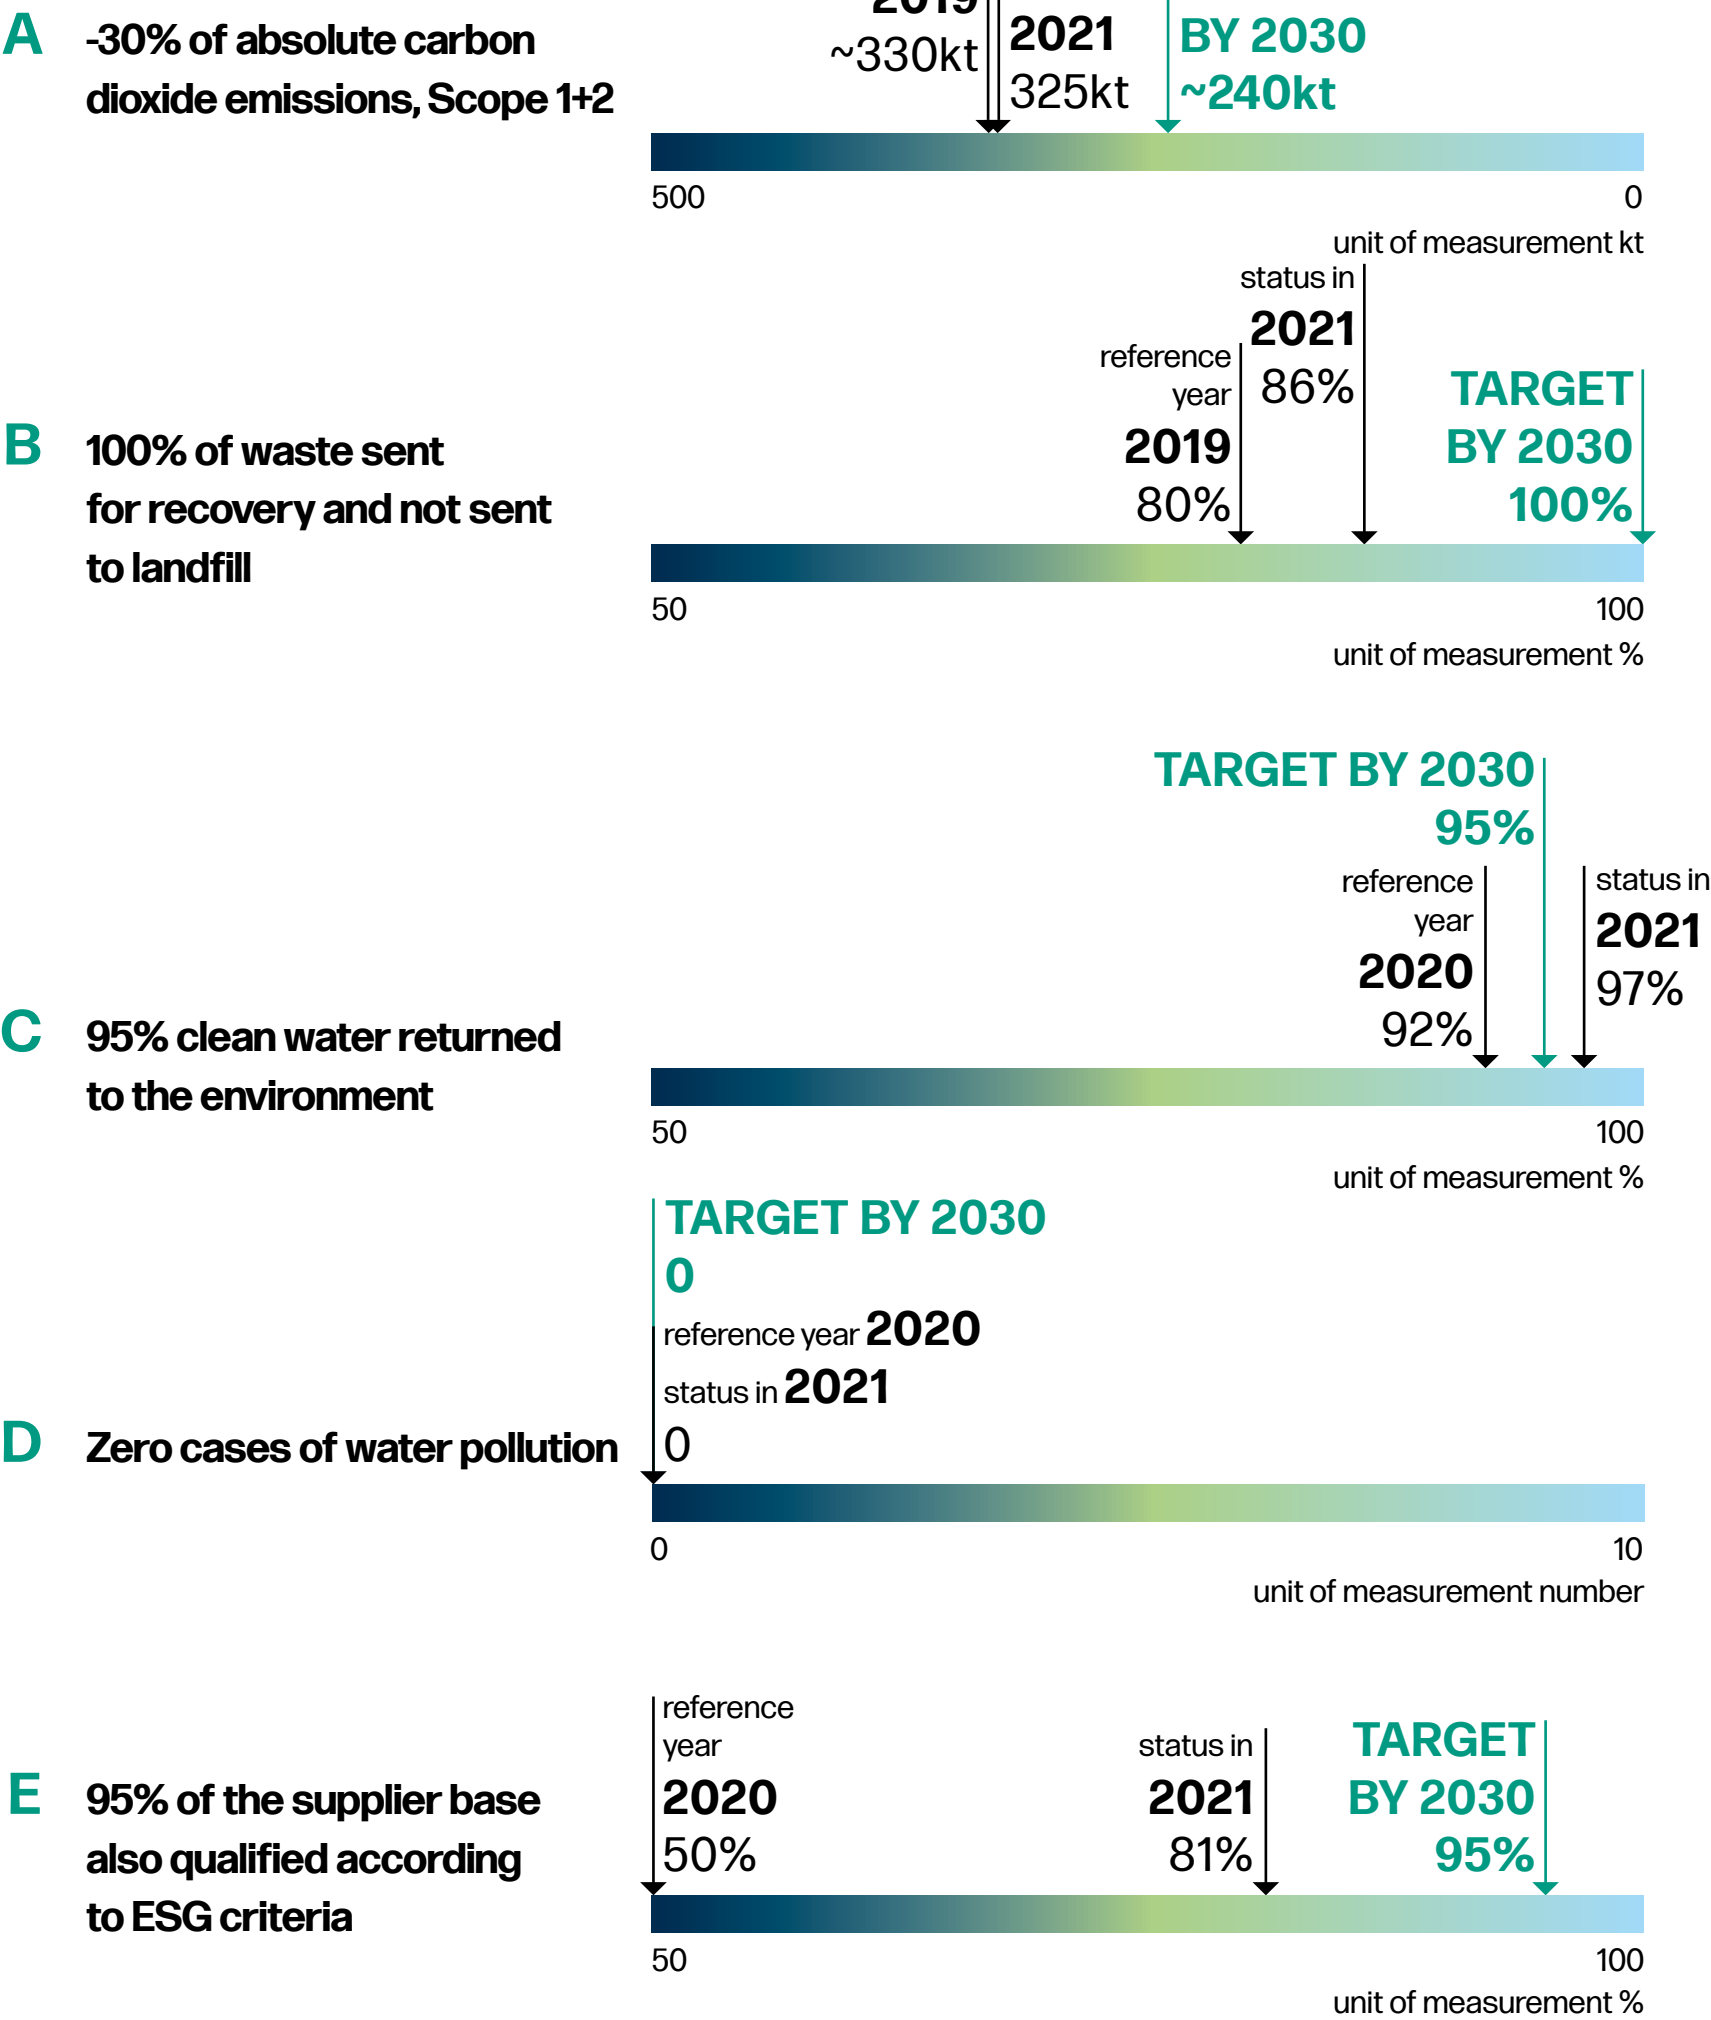 A
-30% of absolute carbon
dioxide emissions, Scope 1+2
2019
~330kt
2021
325kt
BY 2030
~240kt
500
0
unit of measurement kt
B
100% of waste sent
for recovery and not sent
to landfill
reference
year
2019
80%
status in
2021
86%
TARGET
BY 2030
100%
50
100
unit of measurement %
C
95% clean water returned
to the environment
TARGET BY 2030
95%
reference
year
2020
92%
status in
2021
97%
50
100
unit of measurement %
D
Zero cases of water pollution
TARGET BY 2030
0
reference year 2020
status in 2021
0
0
10
unit of measurement number
E
95% of the supplier base
also qualified according
to ESG criteria
reference
year
2020
50%
status in
2021
81%
TARGET
BY 2030
95%
50
100
unit of measurement %